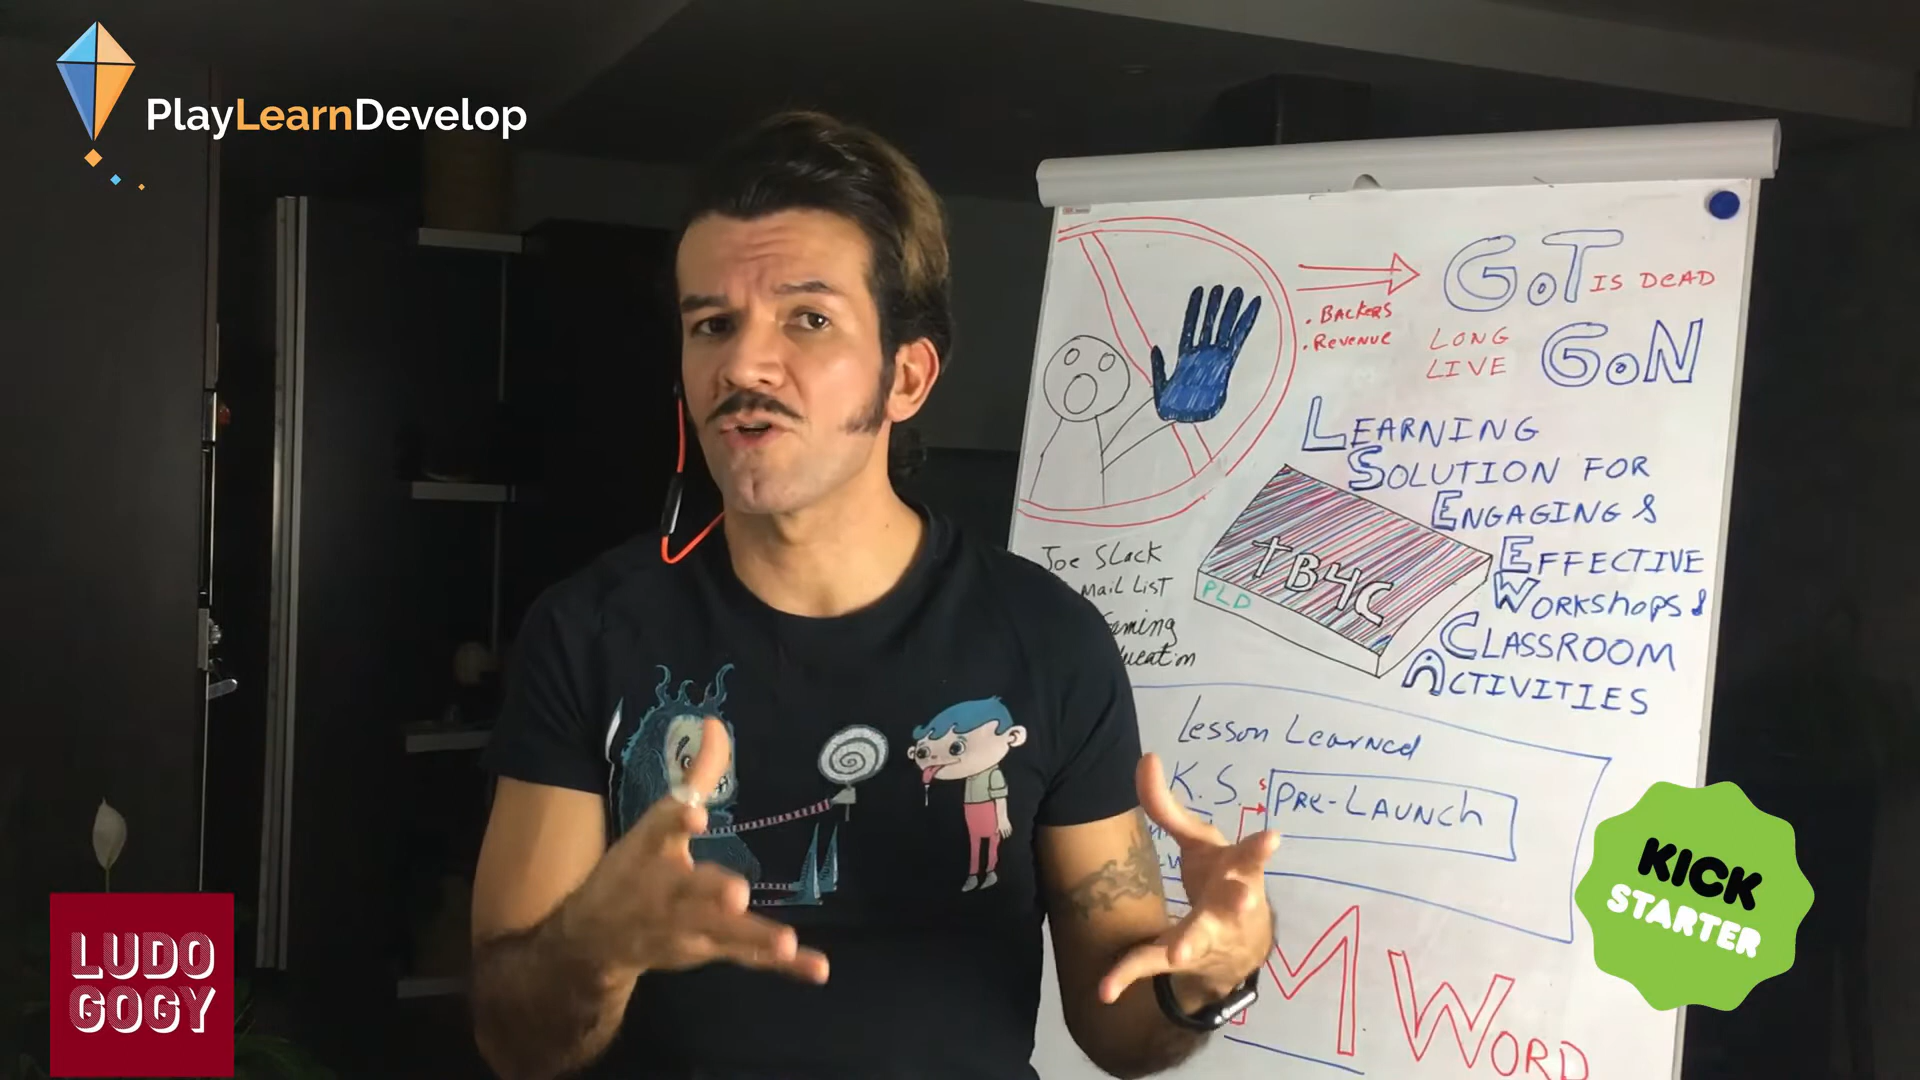 PlayLearnDevelop
GoT IS DEAD
. BACKERS
. Revenue
LONG
LIVE
GoN
LEARNING
SOLUTION FOR
ENGAGING &
EFFECTIVE
WORKSHOPS &
CLASSROOM
ACTIVITIES
TB4C
PLD
Joe Slack
Mail List
Lesson Learned
K.S.
PRe-LAUNCh
M WORD
KICK
STARTER
LUDO
GOGY